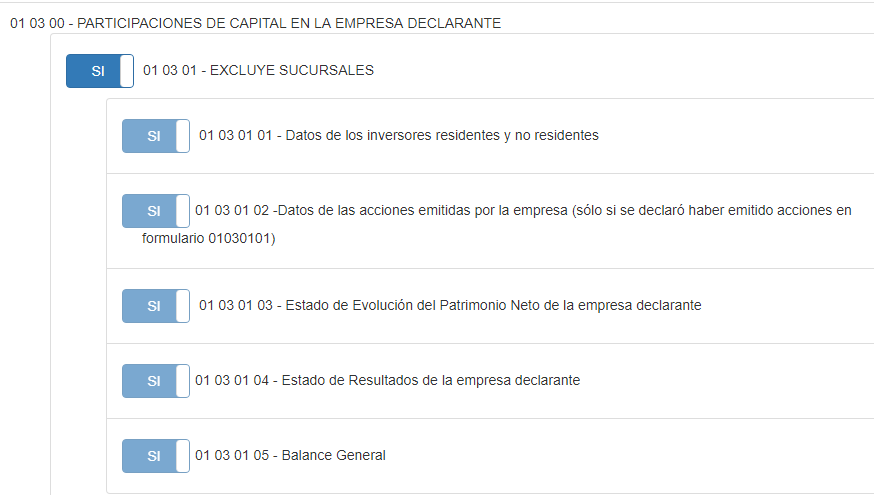 01 03 00 - PARTICIPACIONES DE CAPITAL EN LA EMPRESA DECLARANTE
SI 01 03 01 - EXCLUYE SUCURSALES
SI 01 03 01 01 - Datos de los inversores residentes y no residentes
SI 01 03 01 02 -Datos de las acciones emitidas por la empresa (sólo si se declaró haber emitido acciones en
formulario 01030101)
SI 01 03 01 03 - Estado de Evolución del Patrimonio Neto de la empresa declarante
SI 01 03 01 04 - Estado de Resultados de la empresa declarante
SI 01 03 01 05 - Balance General